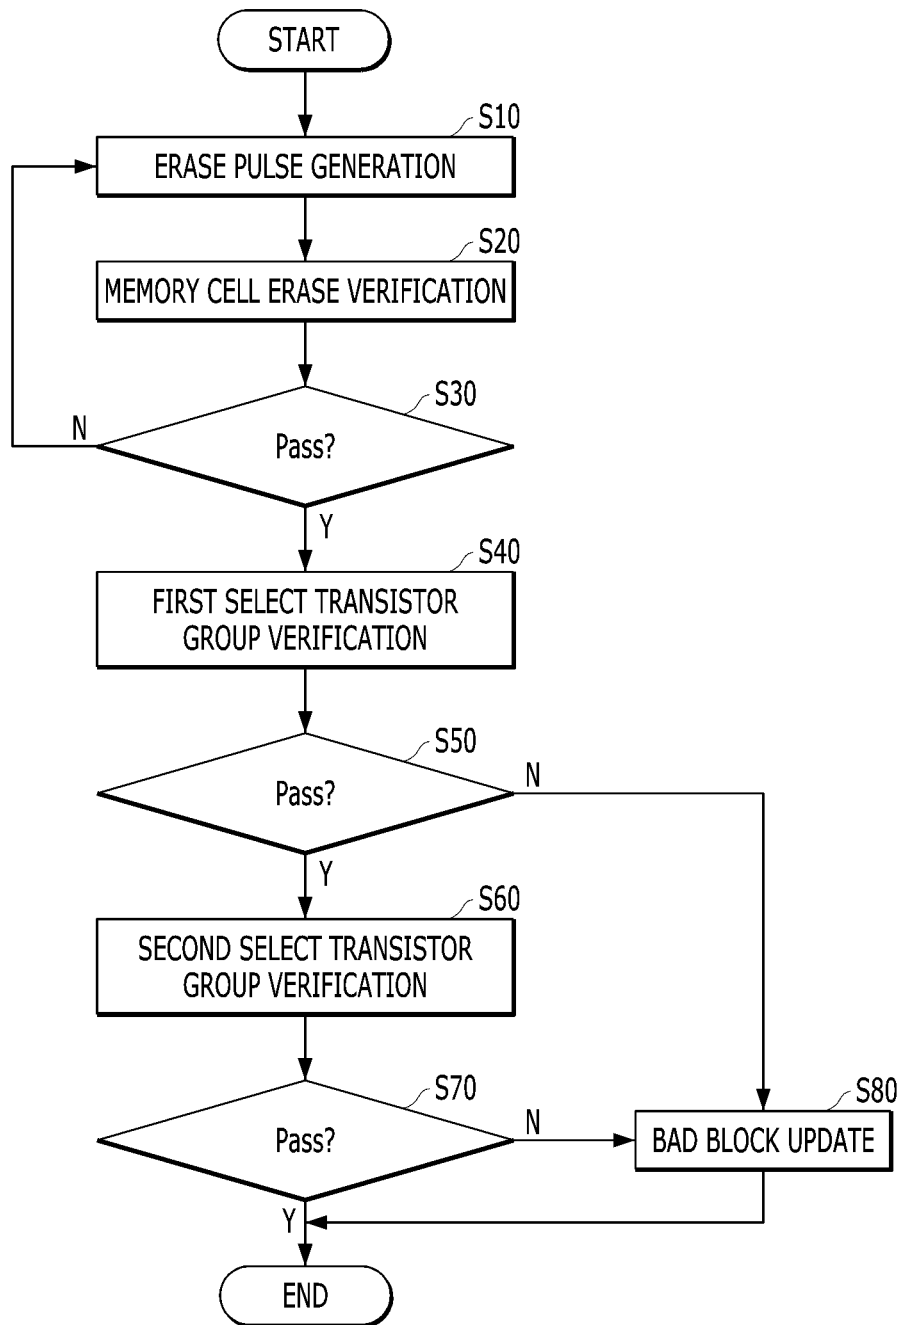 START
S10
ERASE PULSE GENERATION
S20
MEMORY CELL ERASE VERIFICATION
S30
N
Pass?
Y
S40
FIRST SELECT TRANSISTOR
GROUP VERIFICATION
S50
N
Pass?
Y
S60
SECOND SELECT TRANSISTOR
GROUP VERIFICATION
S70
N
Pass?
S80
BAD BLOCK UPDATE
Y
END